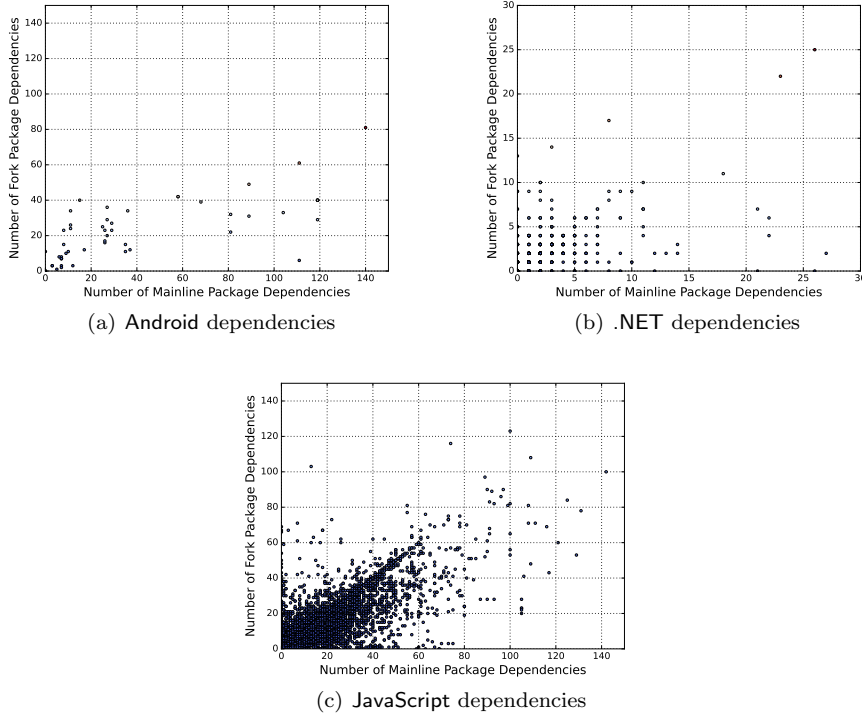 140
120
100
80
60
40
20
0
Number of Fork Package Dependencies
0 20 40 60 80 100 120 140
Number of Mainline Package Dependencies
(a) Android dependencies
30
25
20
15
10
5
0
Number of Fork Package Dependencies
0 5 10 15 20 25 30
Number of Mainline Package Dependencies
(b) .NET dependencies
140
120
100
80
60
40
20
0
Number of Fork Package Dependencies
0 20 40 60 80 100 120 140
Number of Mainline Package Dependencies
(c) JavaScript dependencies